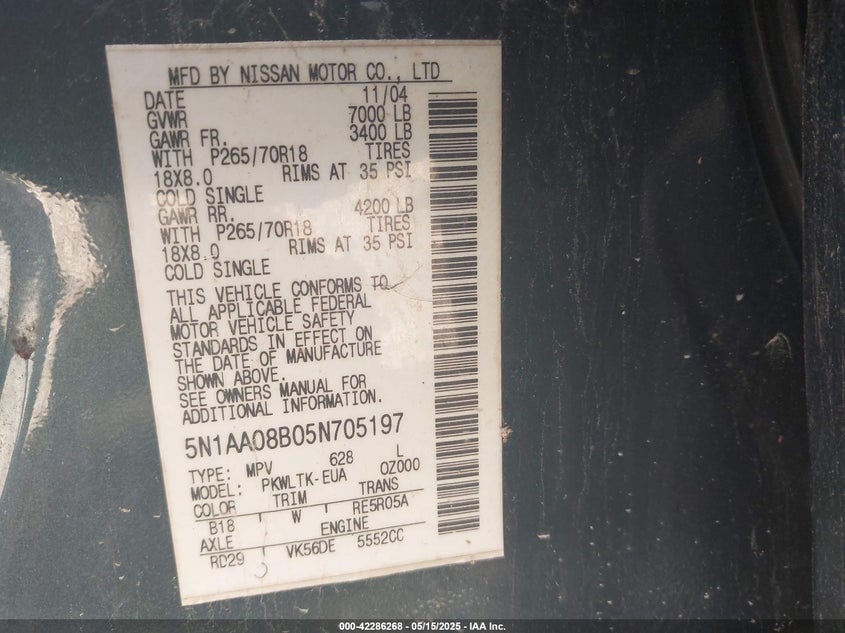 MFD BY NISSAN MOTOR CO., LTD
DATE 11/04
GVWR 7000 LB
GAWR FR. 3400 LB
WITH P265/70R18 TIRES
18X8.0 RIMS AT 35 PSI
COLD SINGLE
GAWR RR. 4200 LB
WITH P265/70R18 TIRES
18X8.0 RIMS AT 35 PSI
COLD SINGLE
THIS VEHICLE CONFORMS TO
ALL APPLICABLE FEDERAL
MOTOR VEHICLE SAFETY
STANDARDS IN EFFECT ON
THE DATE OF MANUFACTURE
SHOWN ABOVE.
SEE OWNERS MANUAL FOR
ADDITIONAL INFORMATION.
5N1AA08B05N705197
TYPE: MPV 628 L
MODEL: PKWLTK-EUA 0Z000
COLOR TRIM TRANS
B18 W RE5R05A
AXLE ENGINE
RD29 VK56DE 5552CC
000-42286268 - 05/15/2025 - IAA Inc.